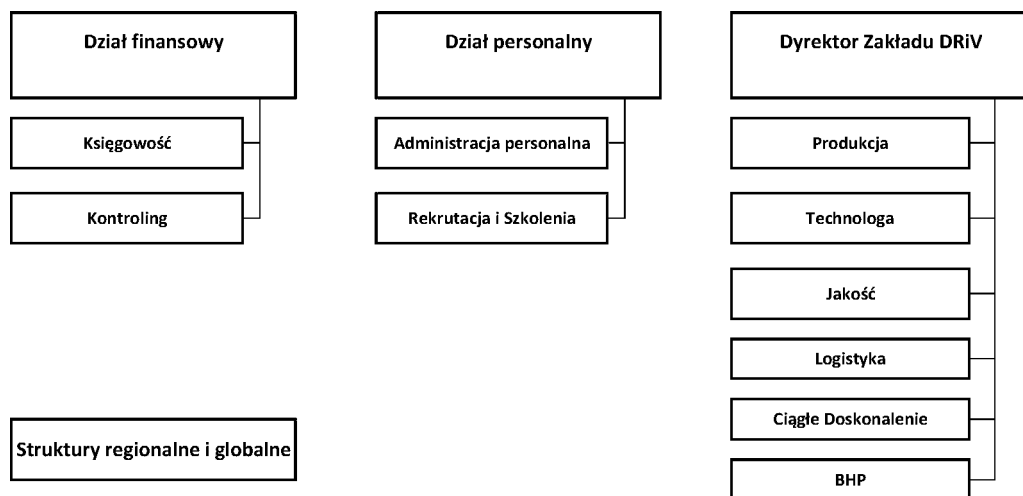 Dział finansowy
Księgowość
Kontroling
Dział personalny
Administracja personalna
Rekrutacja i Szkolenia
Dyrektor Zakładu DRiV
Produkcja
Technologa
Jakość
Logistyka
Ciągłe Doskonalenie
BHP
Struktury regionalne i globalne